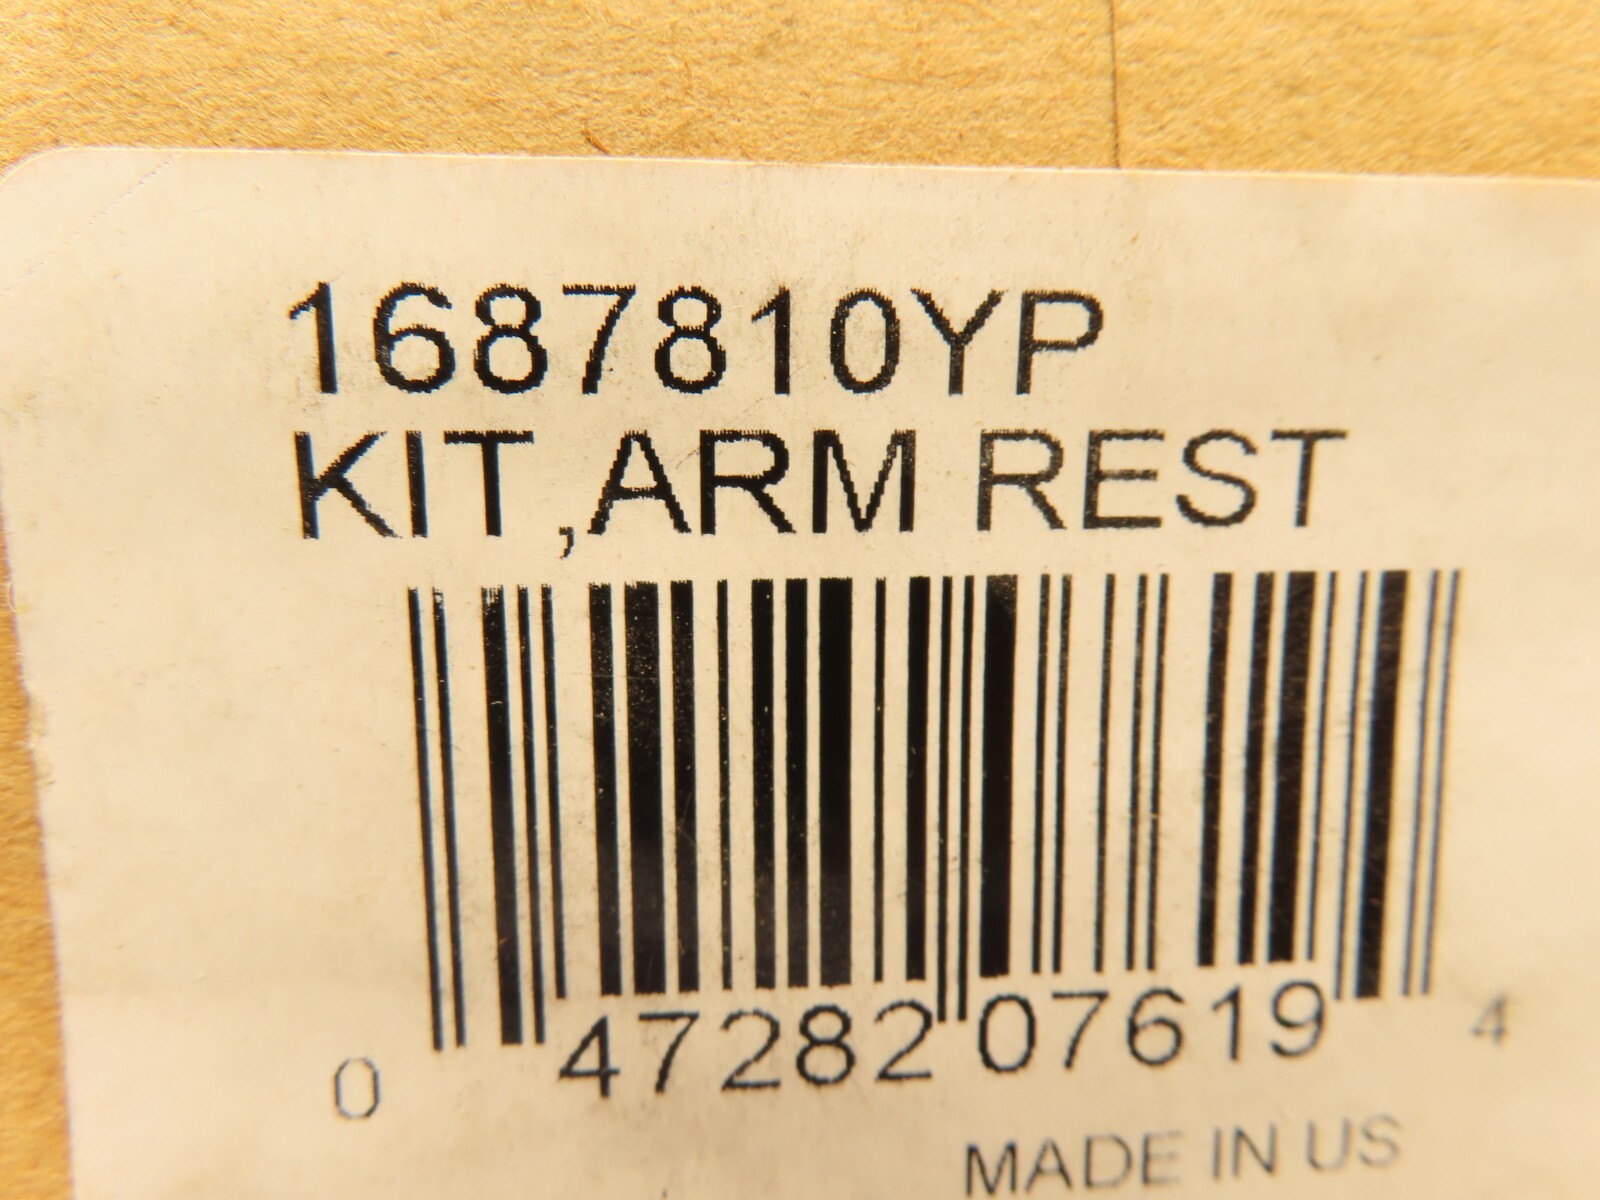 1687810YP
KIT,ARM REST
0 47282 07619 4
MADE IN US